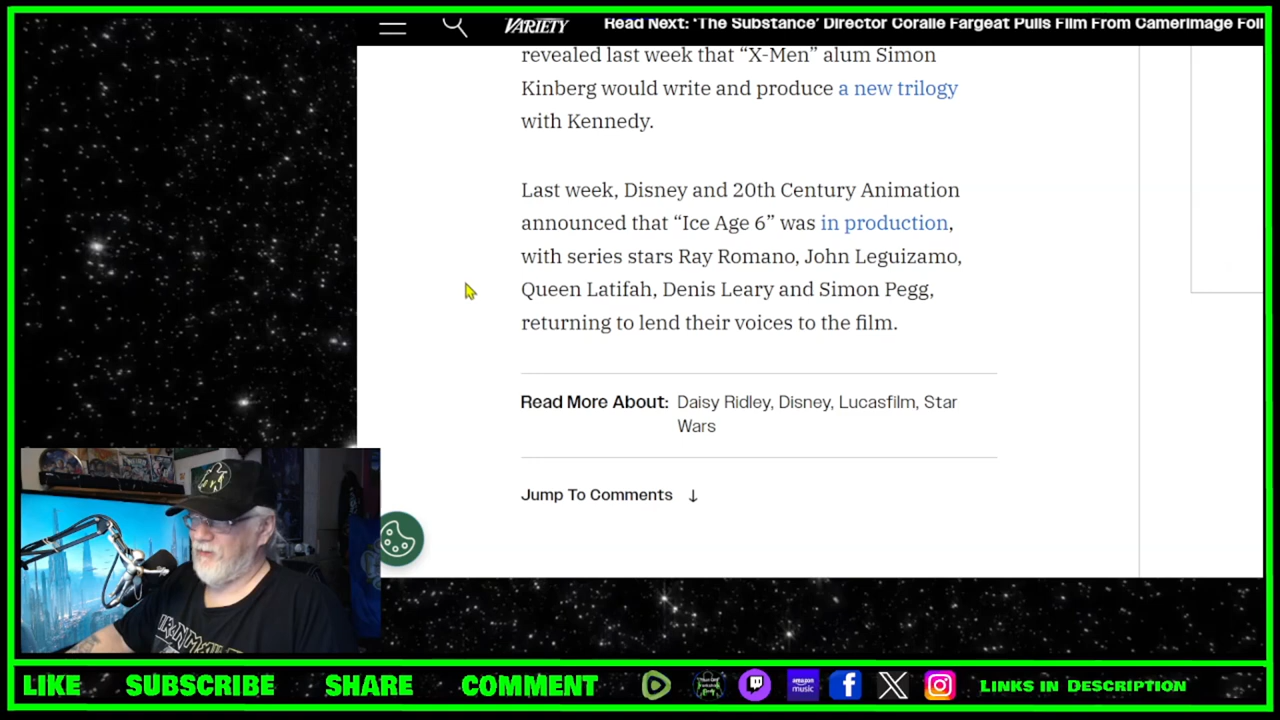 VARIETY
Read Next: ‘The Substance’ Director Coralie Fargeat Pulls Film From Camerimage Foll
revealed last week that “X-Men” alum Simon
Kinberg would write and produce a new trilogy
with Kennedy.
Last week, Disney and 20th Century Animation
announced that “Ice Age 6” was in production,
with series stars Ray Romano, John Leguizamo,
Queen Latifah, Denis Leary and Simon Pegg,
returning to lend their voices to the film.
Read More About: Daisy Ridley, Disney, Lucasfilm, Star
Wars
Jump To Comments ↓
LIKE SUBSCRIBE SHARE COMMENT amazon music LINKS IN DESCRIPTION